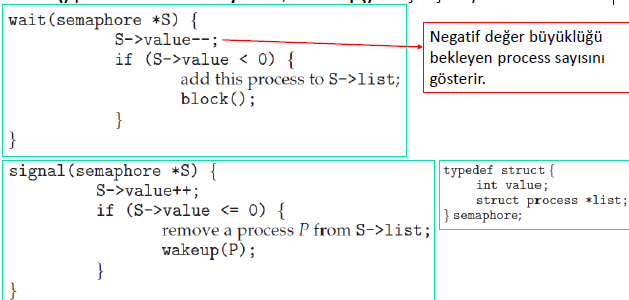 wait(semaphore *S) {
S->value--;
if (S->value < 0) {
add this process to S->list;
block();
}
}
Negatif değer büyüklüğü
bekleyen process sayısını
gösterir.
signal(semaphore *S) {
S->value++;
if (S->value <= 0) {
remove a process P from S->list;
wakeup(P);
}
}
typedef struct {
int value;
struct process *list;
} semaphore;